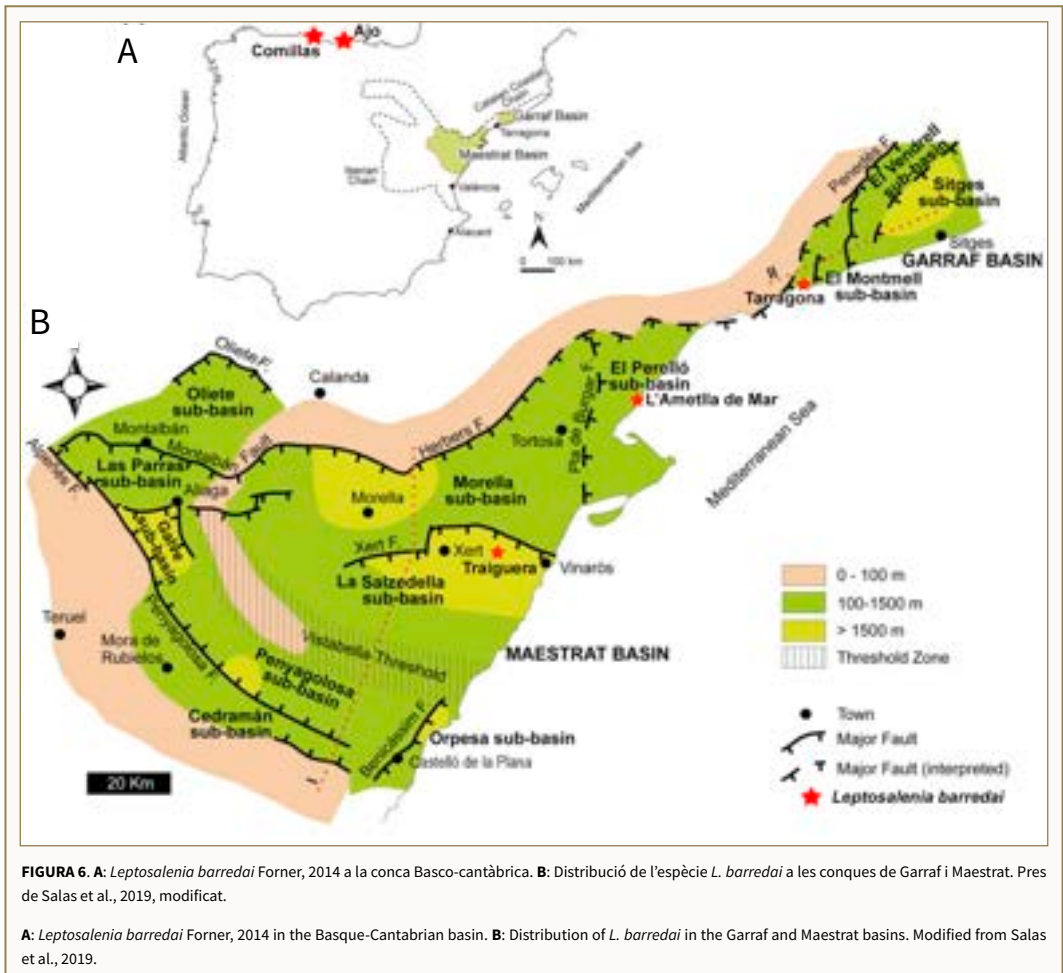 A
Comillas
Ajo
Atlantic Ocean
Catalan Coastal
Chain
Garraf Basin
Tarragona
Maestrat Basin
Iberian
Chain
València
Alacant
Mediterranean Sea
N
0 100 km
B
Penedès F.
El Vendrell
sub-basin
Sitges
sub-basin
Sitges
GARRAF BASIN
Tarragona
El Montmell
sub-basin
Oliete F.
Calanda
Oliete
sub-basin
El Perelló
sub-basin
L'Ametlla de Mar
Montalbán
Montalbán Fault
Herbers F.
Tortosa
Mediterranean Sea
Las Parras
sub-basin
Aliaga
Morella
Morella
sub-basin
Galve
sub-basin
Xert F.
Xert
Traiguera
Vinaròs
La Salzedella
sub-basin
0 - 100 m
100-1500 m
> 1500 m
Threshold Zone
Teruel
Mora de
Rubielos
Penyagolosa F.
Vistabella Threshold
MAESTRAT BASIN
Penyagolosa
sub-basin
Cedramán
sub-basin
Benicàssim F.
Orpesa sub-basin
Castelló de la Plana
20 Km
Town
Major Fault
Major Fault (interpreted)
Leptosalenia barredai
FIGURA 6. A: Leptosalenia barredai Forner, 2014 a la conca Basco-cantàbrica. B: Distribució de l'espècie L. barredai a les conques de Garraf i Maestrat. Pres
de Salas et al., 2019, modificat.
A: Leptosalenia barredai Forner, 2014 in the Basque-Cantabrian basin. B: Distribution of L. barredai in the Garraf and Maestrat basins. Modified from Salas
et al., 2019.